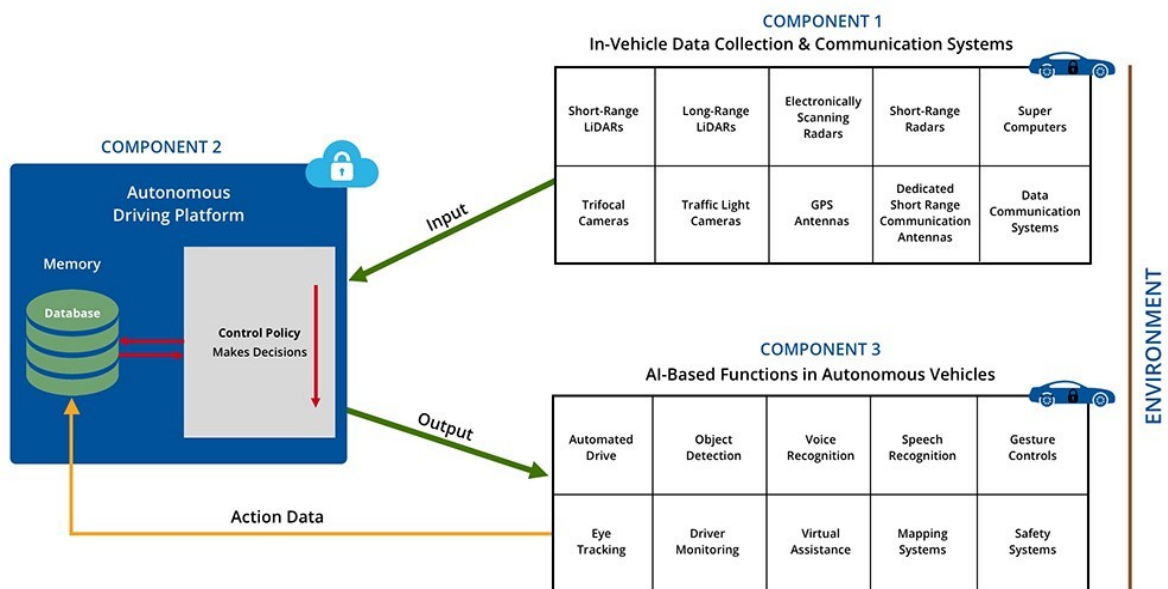 COMPONENT 1
In-Vehicle Data Collection & Communication Systems
Short-Range
LiDARs
Long-Range
LiDARs
Electronically
Scanning
Radars
Short-Range
Radars
Super
Computers
Trifocal
Cameras
Traffic Light
Cameras
GPS
Antennas
Dedicated
Short Range
Communication
Antennas
Data
Communication
Systems
COMPONENT 2
Autonomous
Driving Platform
Memory
Database
Control Policy
Makes Decisions
Input
Output
Action Data
COMPONENT 3
AI-Based Functions in Autonomous Vehicles
Automated
Drive
Object
Detection
Voice
Recognition
Speech
Recognition
Gesture
Controls
Eye
Tracking
Driver
Monitoring
Virtual
Assistance
Mapping
Systems
Safety
Systems
ENVIRONMENT